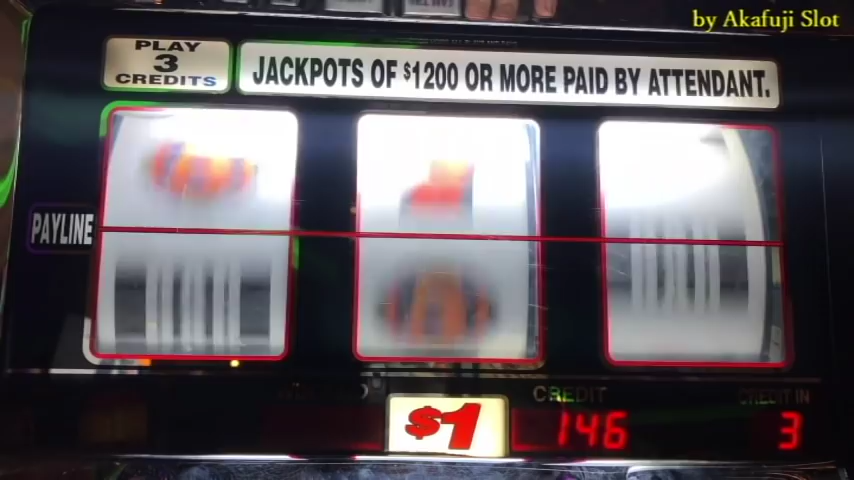 by Akafuji Slot
PLAY
3
CREDITS
JACKPOTS OF $1200 OR MORE PAID BY ATTENDANT.
PAYLINE
$1
CREDIT
146
CREDIT IN
3